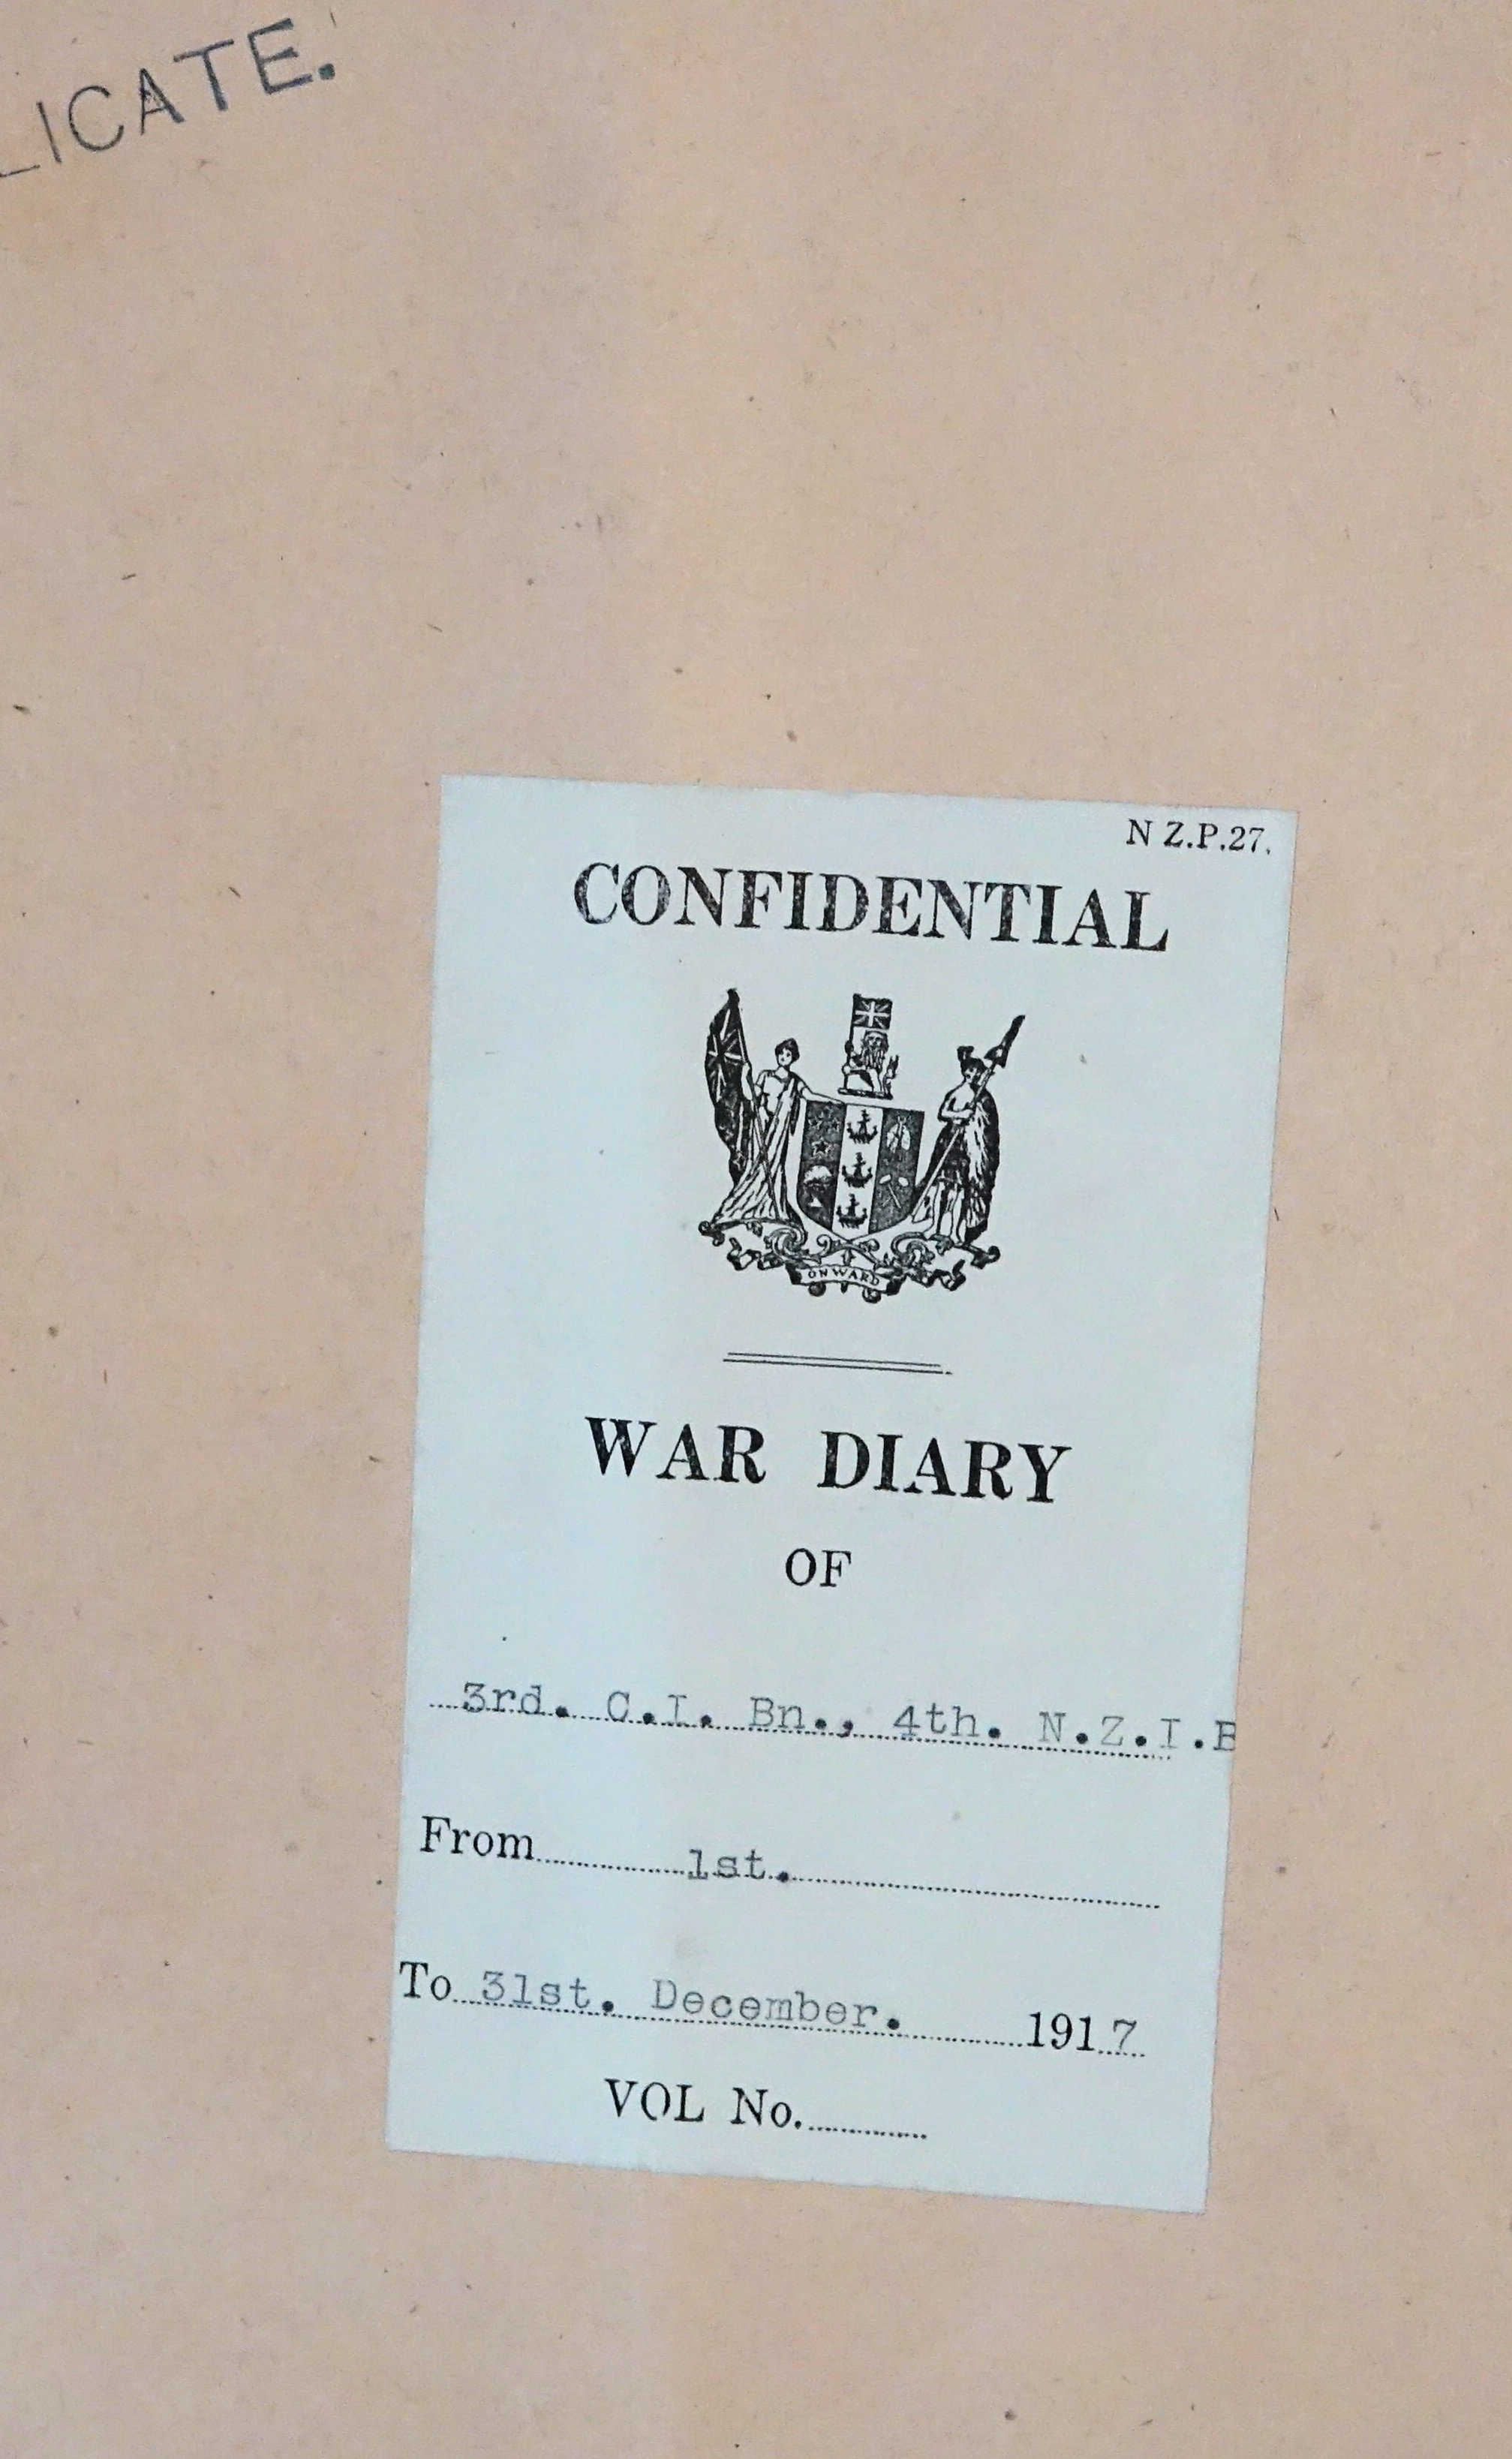 LICATE.
N Z.P.27.
CONFIDENTIAL
ONWARD
WAR DIARY
OF
3rd. C.I. Bn., 4th. N.Z.I.B
From 1st.
To 31st. December. 1917
VOL No.